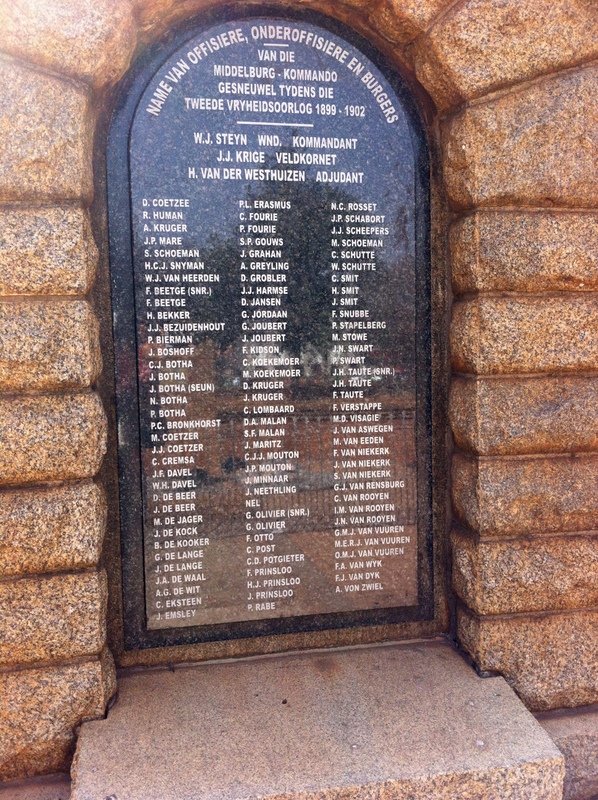 NAME VAN OFFISIERE, ONDEROFFISIERE EN BURGERS
VAN DIE
MIDDELBURG - KOMMANDO
GESNEUWEL TYDENS DIE
TWEEDE VRYHEIDSOORLOG 1899 - 1902
W.J. STEYN WND. KOMMANDANT
J.J. KRIGE VELDKORNET
H. VAN DER WESTHUIZEN ADJUDANT
D. COETZEE
R. HUMAN
A. KRUGER
J.P. MARE
S. SCHOEMAN
H.C.J. SNYMAN
W.J. VAN HEERDEN
F. BEETGE (SNR.)
F. BEETGE
H. BEKKER
J.J. BEZUIDENHOUT
P. BIERMAN
J. BOSHOFF
C.J. BOTHA
J. BOTHA
J. BOTHA (SEUN)
N. BOTHA
P. BOTHA
P.C. BRONKHORST
M. COETZER
J.J. COETZER
C. CREMSA
J.F. DAVEL
W.H. DAVEL
D. DE BEER
J. DE BEER
M. DE JAGER
J. DE KOCK
B. DE KOOKER
G. DE LANGE
J. DE LANGE
J.A. DE WAAL
A.G. DE WIT
C. EKSTEEN
J. EMSLEY
P.L. ERASMUS
C. FOURIE
P. FOURIE
S.P. GOUWS
J. GRAHAN
A. GREYLING
D. GROBLER
J.J. HARMSE
D. JANSEN
G. JORDAAN
G. JOUBERT
J. JOUBERT
F. KIDSON
C. KOEKEMOER
M. KOEKEMOER
D. KRUGER
J. KRUGER
C. LOMBAARD
D.A. MALAN
S.F. MALAN
J. MARITZ
C.J.J. MOUTON
J.P. MOUTON
J. MINNAAR
J. NEETHLING
NEL
G. OLIVIER (SNR.)
G. OLIVIER
F. OTTO
C. POST
C.D. POTGIETER
F. PRINSLOO
H.J. PRINSLOO
J. PRINSLOO
P. RABE
N.C. ROSSET
J.P. SCHABORT
J.J. SCHEEPERS
M. SCHOEMAN
C. SCHUTTE
W. SCHUTTE
C. SMIT
H. SMIT
J. SMIT
F. SNUBBE
P. STAPELBERG
M. STOWE
J.N. SWART
P. SWART
J.H. TAUTE (SNR.)
J.H. TAUTE
F. TAUTE
F. VERSTAPPE
M.D. VISAGIE
J. VAN ASWEGEN
M. VAN EEDEN
F. VAN NIEKERK
J. VAN NIEKERK
S. VAN NIEKERK
G.J. VAN RENSBURG
C. VAN ROOYEN
I.M. VAN ROOYEN
J.N. VAN ROOYEN
G.M.J. VAN VUUREN
M.E.R.J. VAN VUUREN
O.M.J. VAN VUUREN
F.A. VAN WYK
F.J. VAN DYK
A. VON ZWIEL